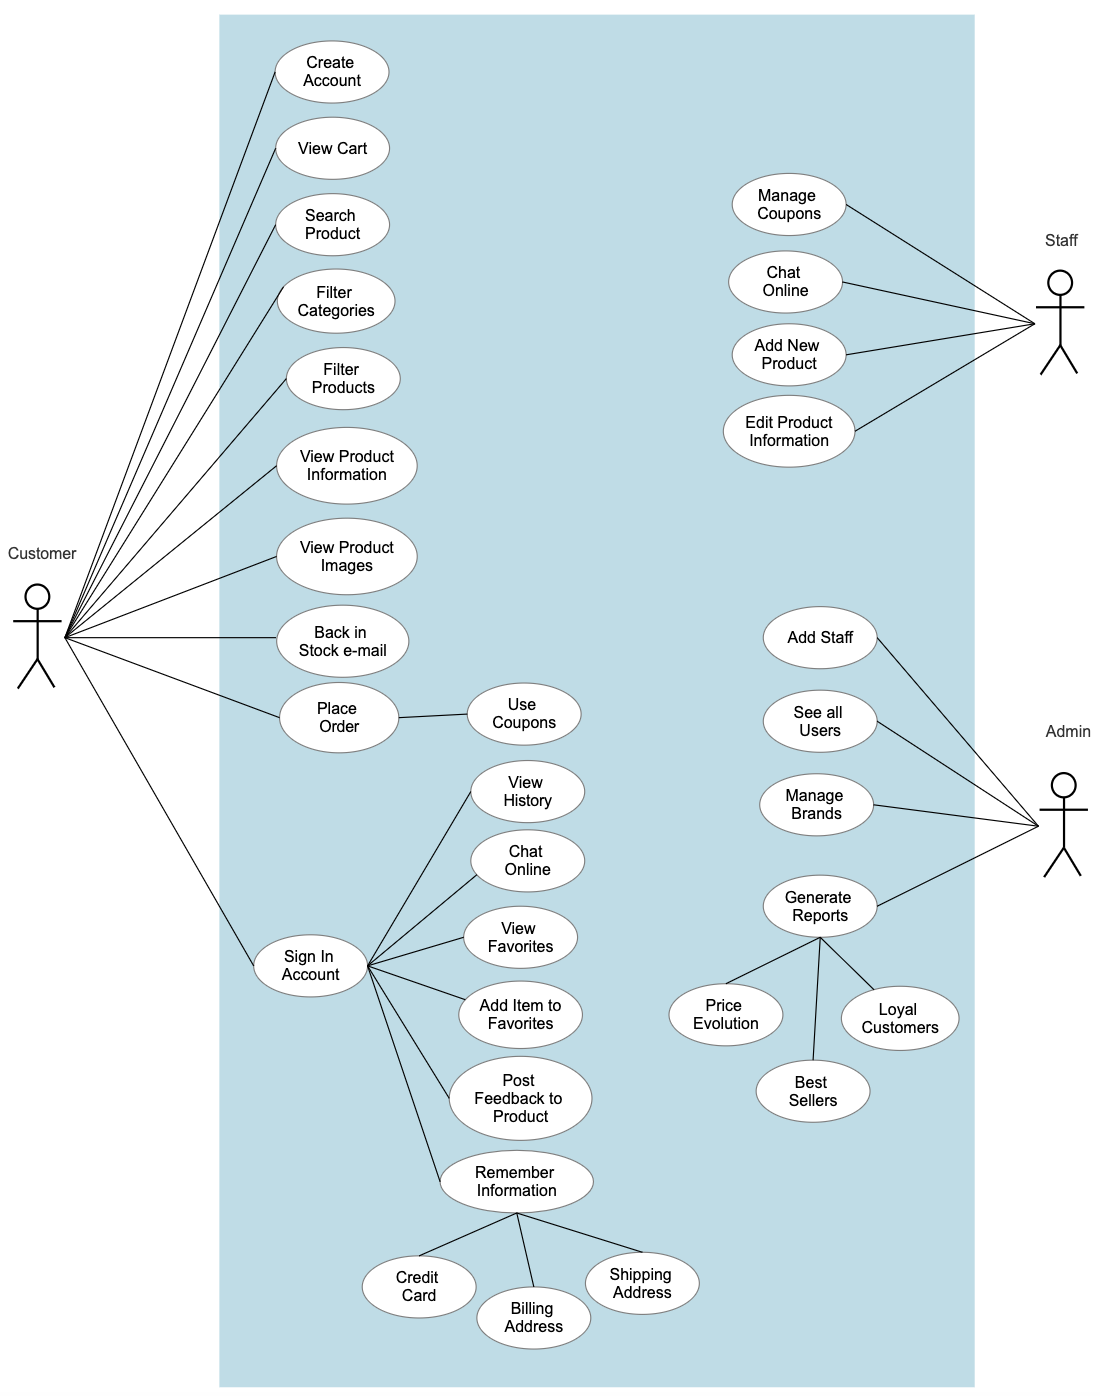 Create
Account
View Cart
Search
Product
Filter
Categories
Filter
Products
View Product
Information
View Product
Images
Customer
Back in
Stock e-mail
Place
Order
Use
Coupons
View
History
Chat
Online
View
Favorites
Sign In
Account
Add Item to
Favorites
Post
Feedback to
Product
Remember
Information
Credit
Card
Billing
Address
Shipping
Address
Manage
Coupons
Staff
Chat
Online
Add New
Product
Edit Product
Information
Add Staff
See all
Users
Admin
Manage
Brands
Generate
Reports
Price
Evolution
Loyal
Customers
Best
Sellers